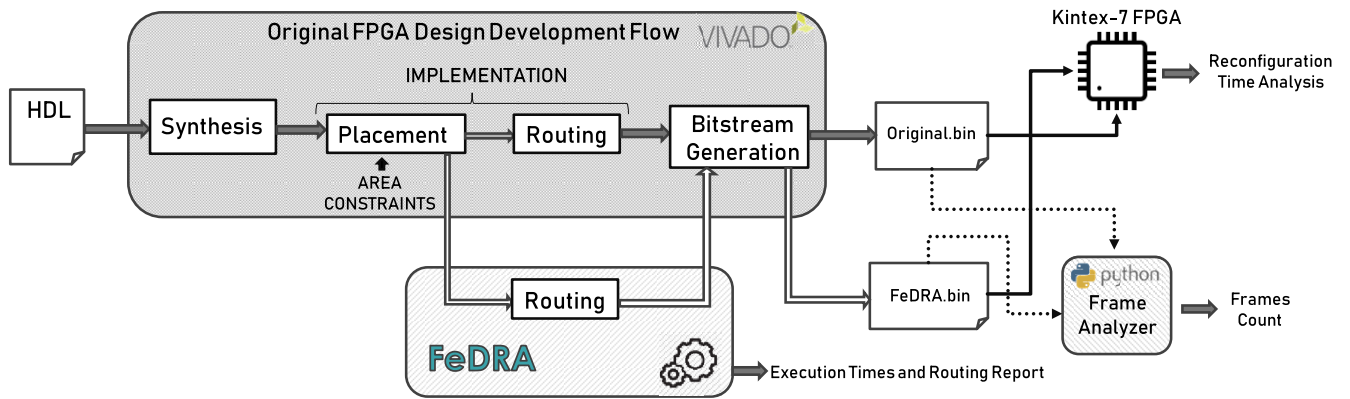 Kintex-7 FPGA
Original FPGA Design Development Flow
VIVADO
Reconfiguration
Time Analysis
IMPLEMENTATION
HDL
Synthesis
Placement
Routing
Bitstream
Generation
Original.bin
AREA
CONSTRAINTS
Routing
FeDRA.bin
python
Frame
Analyzer
Frames
Count
FeDRA
Execution Times and Routing Report